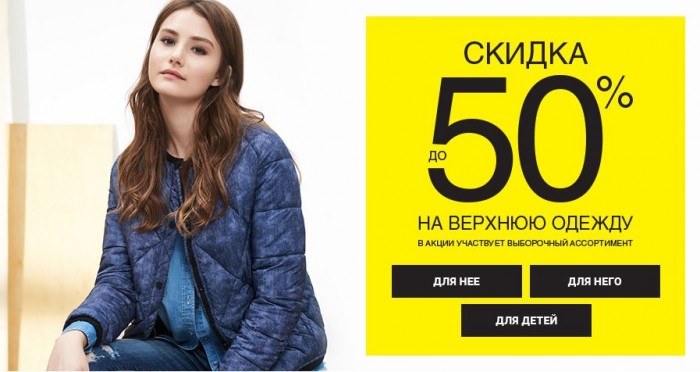 СКИДКА
ДО 50%
НА ВЕРХНЮЮ ОДЕЖДУ
В АКЦИИ УЧАСТВУЕТ ВЫБОРОЧНЫЙ АССОРТИМЕНТ
ДЛЯ НЕЕ
ДЛЯ НЕГО
ДЛЯ ДЕТЕЙ